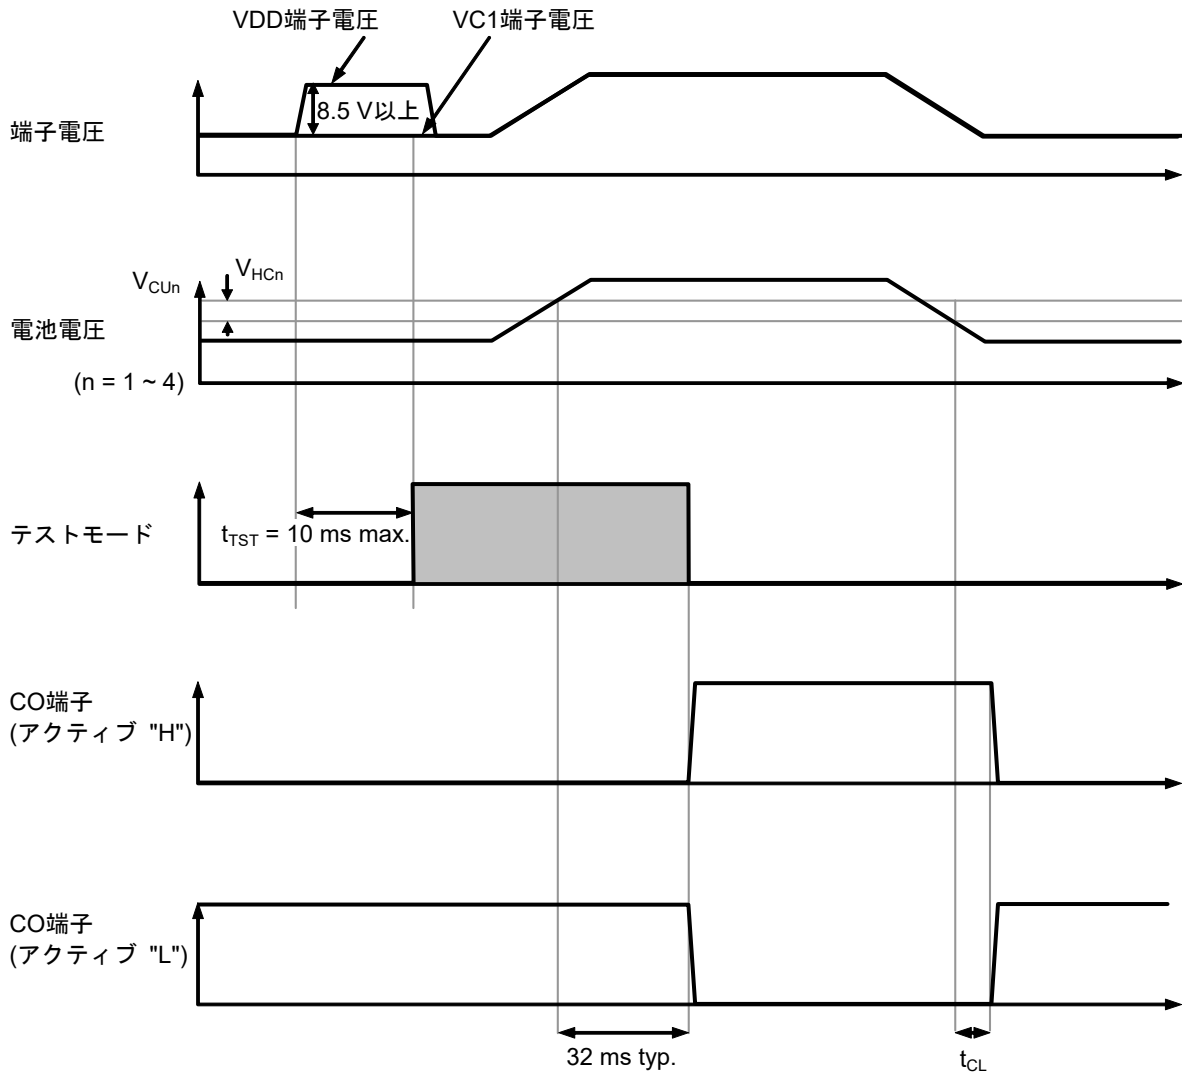 VDD端子電圧
VC1端子電圧
8.5 V以上
端子電圧
VCUn
VHCn
電池電圧
(n = 1 ~ 4)
テストモード
tTST = 10 ms max.
CO端子
(アクティブ "H")
CO端子
(アクティブ "L")
32 ms typ.
tCL